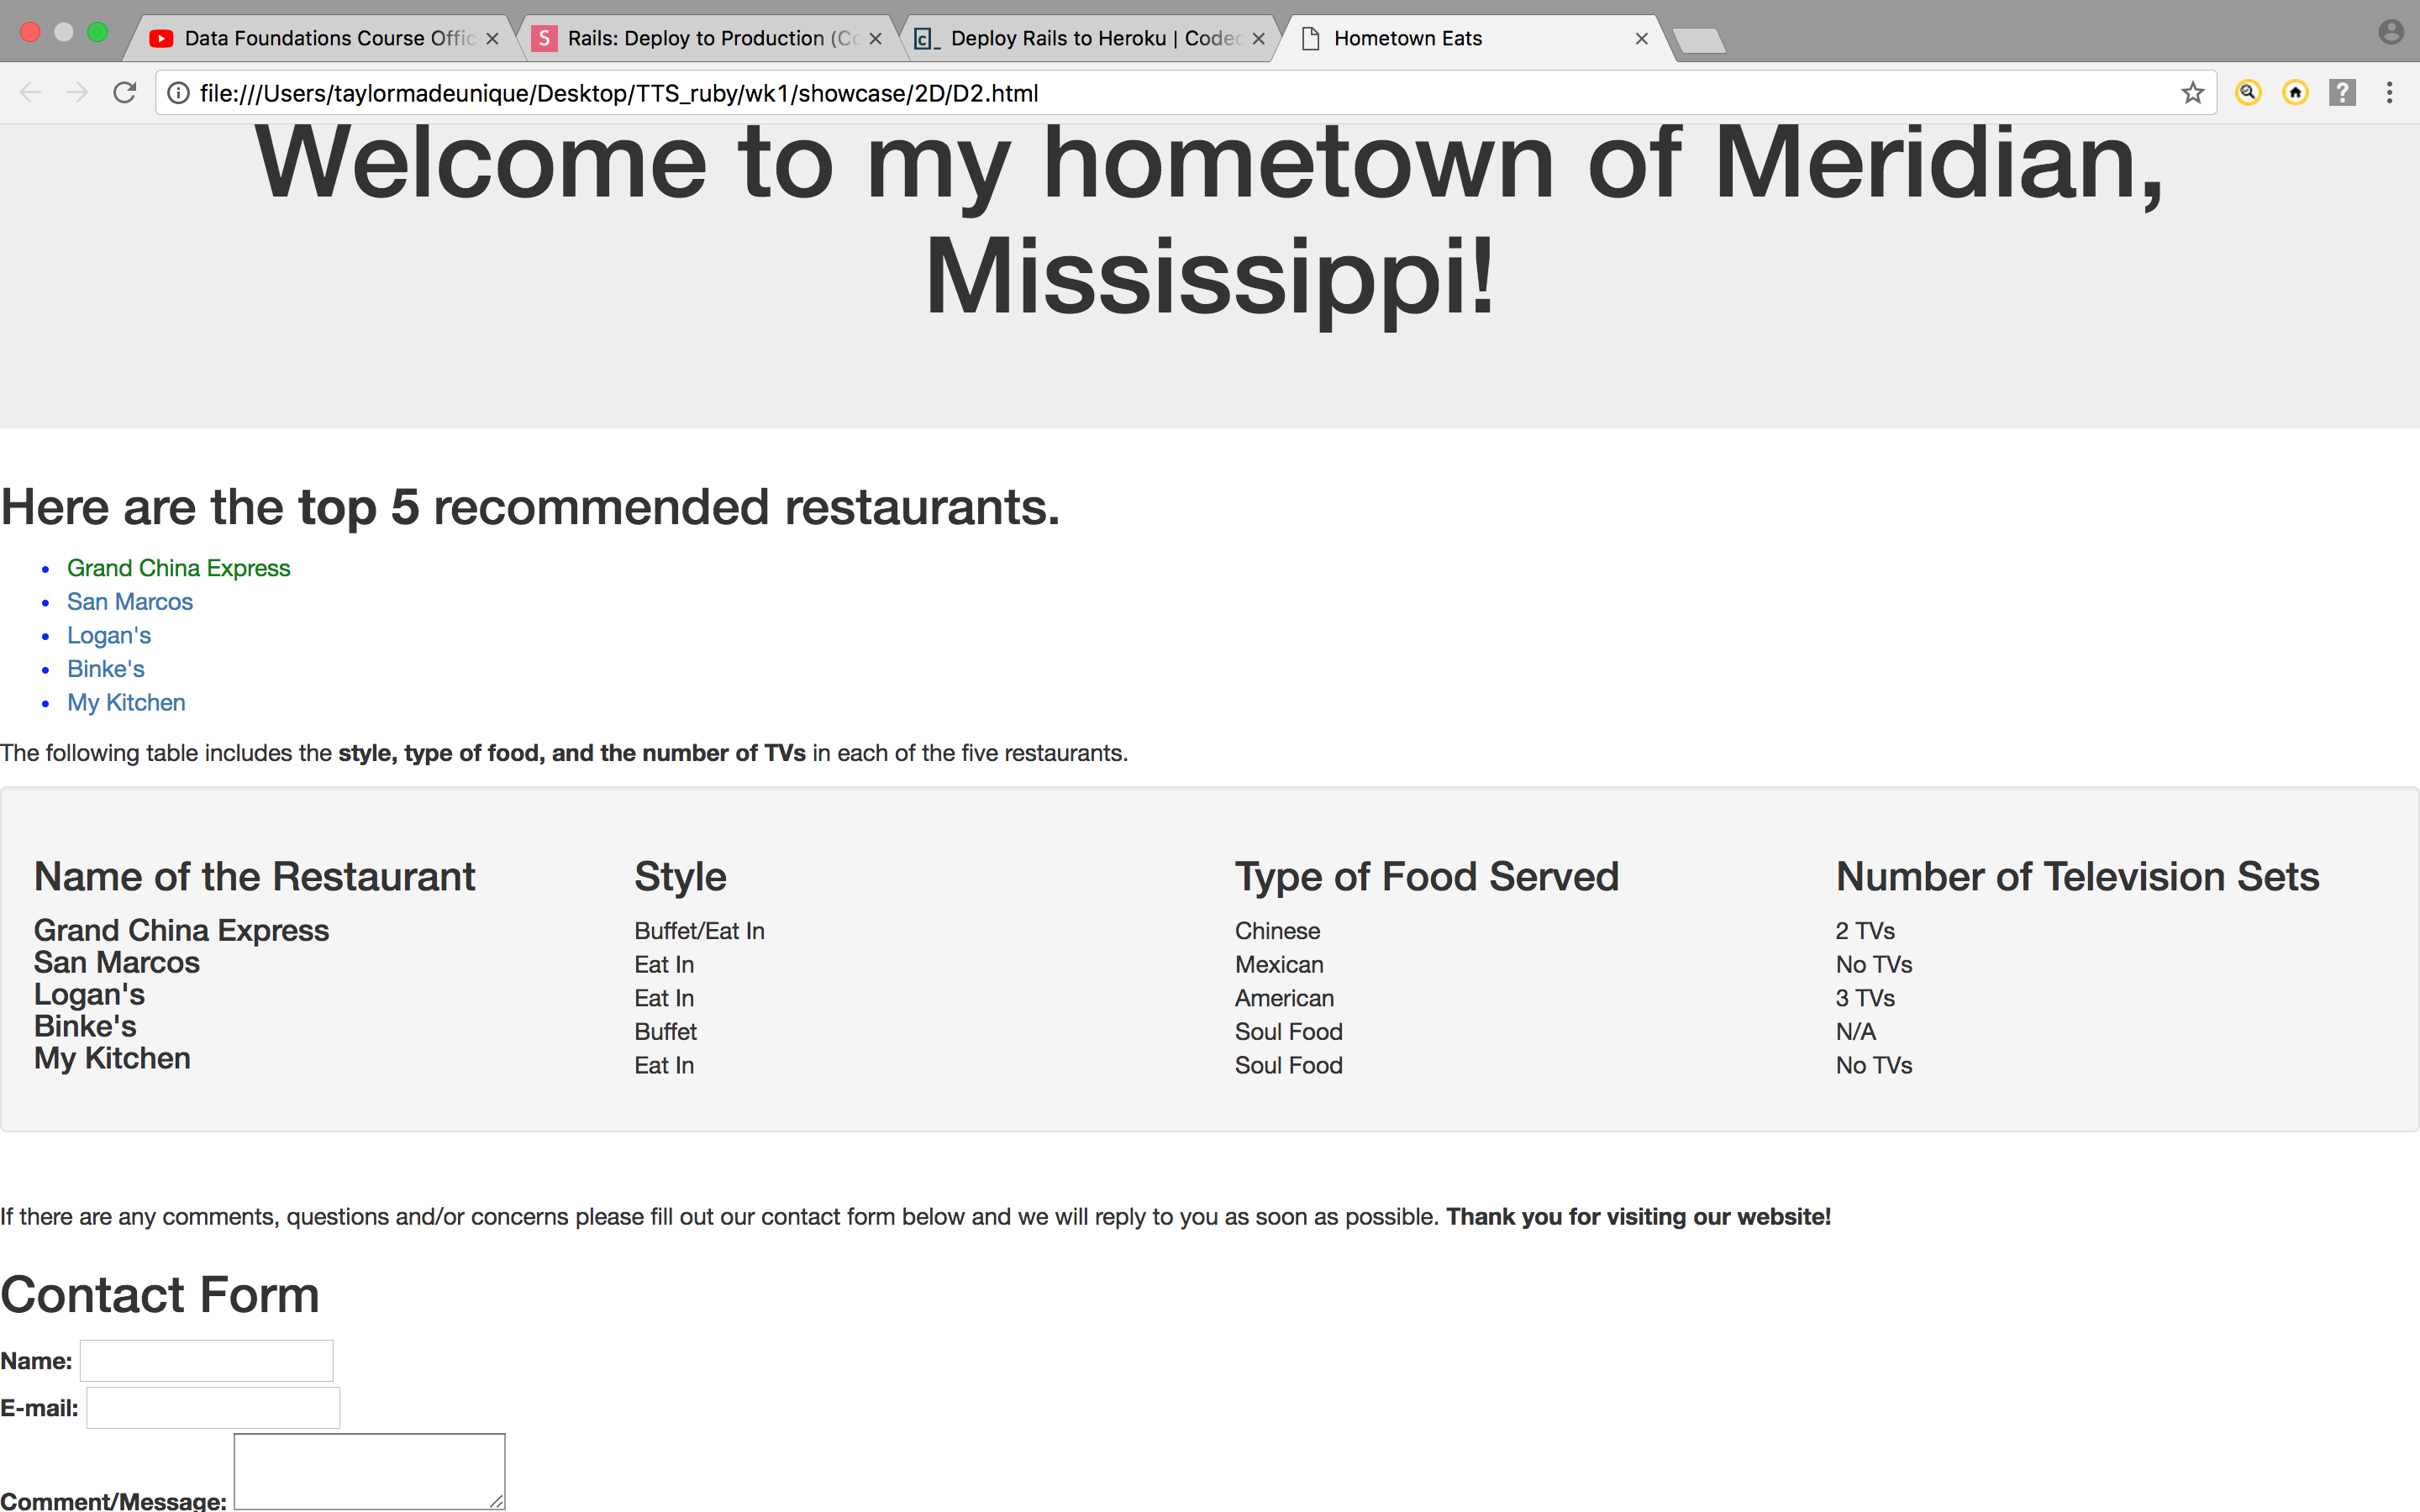 Data Foundations Course Offic
Rails: Deploy to Production (Co
Deploy Rails to Heroku | Codec
Hometown Eats
file:///Users/taylormadeunique/Desktop/TTS_ruby/wk1/showcase/2D/D2.html
Welcome to my hometown of Meridian,
Mississippi!
Here are the top 5 recommended restaurants.
Grand China Express
San Marcos
Logan's
Binke's
My Kitchen
The following table includes the style, type of food, and the number of TVs in each of the five restaurants.
Name of the Restaurant Style Type of Food Served Number of Television Sets
Grand China Express Buffet/Eat In Chinese 2 TVs
San Marcos Eat In Mexican No TVs
Logan's Eat In American 3 TVs
Binke's Buffet Soul Food N/A
My Kitchen Eat In Soul Food No TVs
If there are any comments, questions and/or concerns please fill out our contact form below and we will reply to you as soon as possible. Thank you for visiting our website!
Contact Form
Name:
E-mail:
Comment/Message: